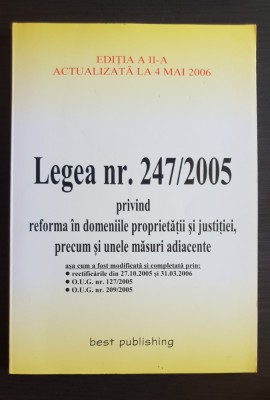 EDIȚIA A II-A
ACTUALIZATĂ LA 4 MAI 2006
Legea nr. 247/2005
privind
reforma în domeniile proprietății și justiției,
precum și unele măsuri adiacente
așa cum a fost modificată și completată prin:
● rectificările din 27.10.2005 și 31.03.2006
● O.U.G. nr. 127/2005
● O.U.G. nr. 209/2005
best publishing